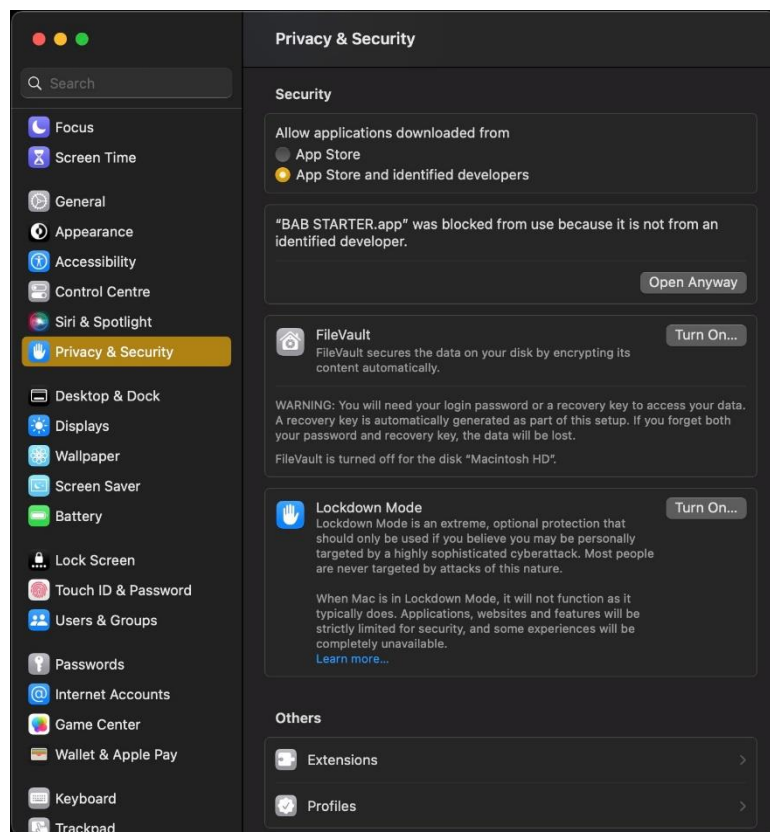 Privacy & Security
Search
Focus
Screen Time
General
Appearance
Accessibility
Control Centre
Siri & Spotlight
Privacy & Security
Desktop & Dock
Displays
Wallpaper
Screen Saver
Battery
Lock Screen
Touch ID & Password
Users & Groups
Passwords
Internet Accounts
Game Center
Wallet & Apple Pay
Keyboard
Trackpad
Security
Allow applications downloaded from
App Store
App Store and identified developers
“BAB STARTER.app” was blocked from use because it is not from an
identified developer.
Open Anyway
FileVault
Turn On...
FileVault secures the data on your disk by encrypting its
content automatically.
WARNING: You will need your login password or a recovery key to access your data.
A recovery key is automatically generated as part of this setup. If you forget both
your password and recovery key, the data will be lost.
FileVault is turned off for the disk “Macintosh HD”.
Lockdown Mode
Turn On...
Lockdown Mode is an extreme, optional protection that
should only be used if you believe you may be personally
targeted by a highly sophisticated cyberattack. Most people
are never targeted by attacks of this nature.
When Mac is in Lockdown Mode, it will not function as it
typically does. Applications, websites and features will be
strictly limited for security, and some experiences will be
completely unavailable.
Learn more...
Others
Extensions
Profiles